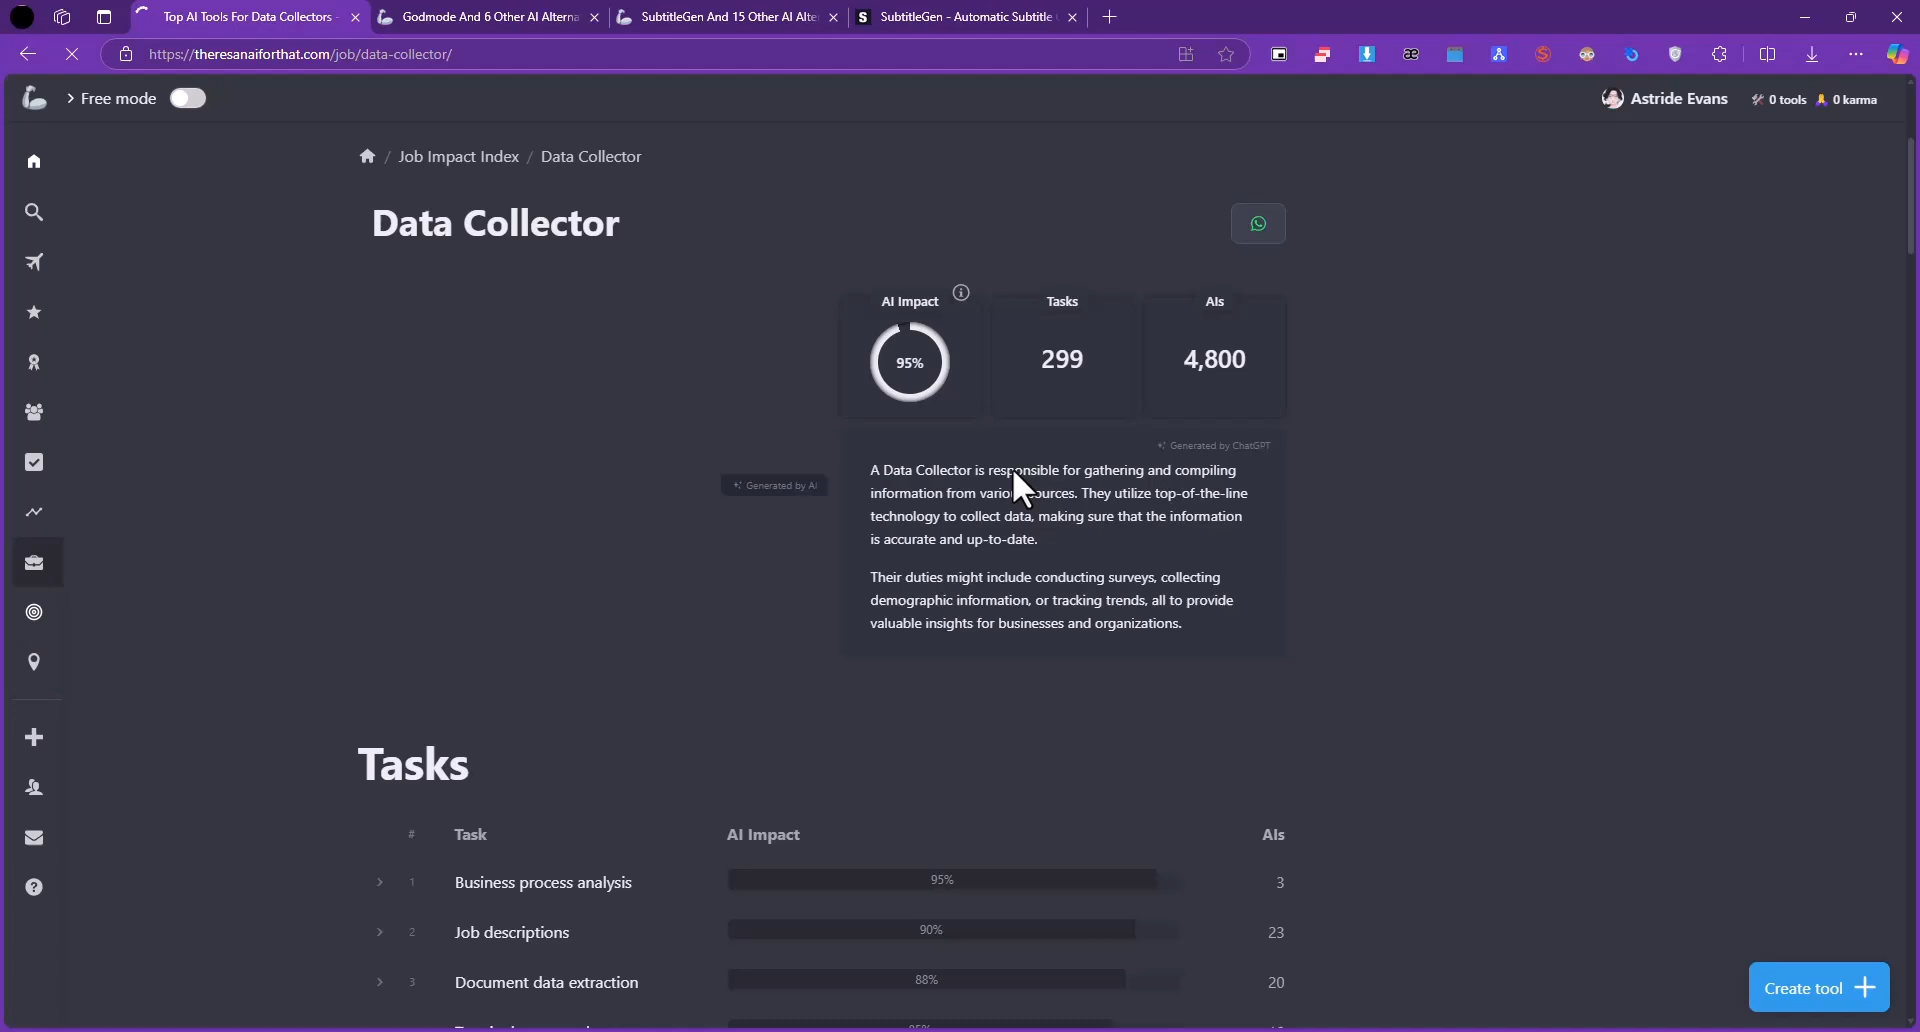 Top AI Tools For Data Collectors -
Godmode And 6 Other AI Alterna
SubtitleGen And 15 Other AI Alte
SubtitleGen - Automatic Subtitle
https://theresanaiforthat.com/job/data-collector/
Free mode
Astride Evans
0 tools
0 karma
/ Job Impact Index / Data Collector
Data Collector
AI Impact
Tasks
AIs
95%
299
4,800
Generated by ChatGPT
Generated by AI
A Data Collector is responsible for gathering and compiling
information from vario ources. They utilize top-of-the-line
technology to collect data, making sure that the information
is accurate and up-to-date.
Their duties might include conducting surveys, collecting
demographic information, or tracking trends, all to provide
valuable insights for businesses and organizations.
Tasks
# Task AI Impact AIs
1 Business process analysis 95% 3
2 Job descriptions 90% 23
3 Document data extraction 88% 20
Create tool